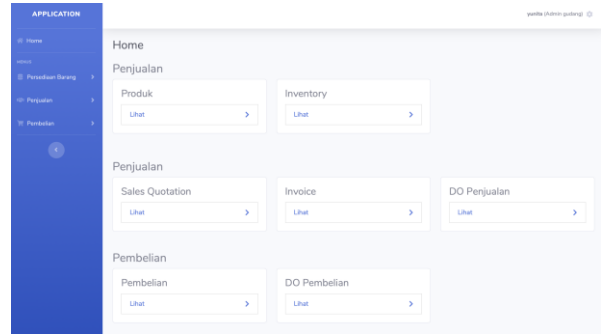 APPLICATION
yunita (Admin gudang)
Home
MENUS
Persediaan Barang
Penjualan
Pembelian
Home
Penjualan
Produk
Inventory
Lihat
Lihat
Penjualan
Sales Quotation
Invoice
DO Penjualan
Lihat
Lihat
Lihat
Pembelian
Pembelian
DO Pembelian
Lihat
Lihat